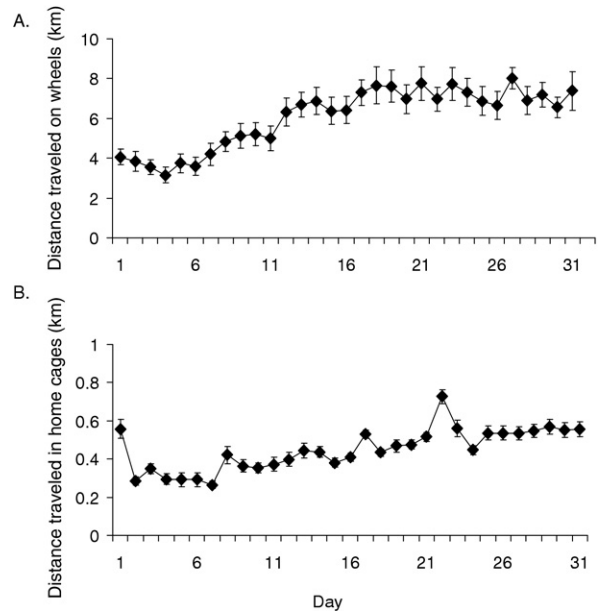 A.
Distance traveled on wheels (km)
10
8
6
4
2
0
1 6 11 16 21 26 31
B.
Distance traveled in home cages (km)
1
0.8
0.6
0.4
0.2
0
1 6 11 16 21 26 31
Day